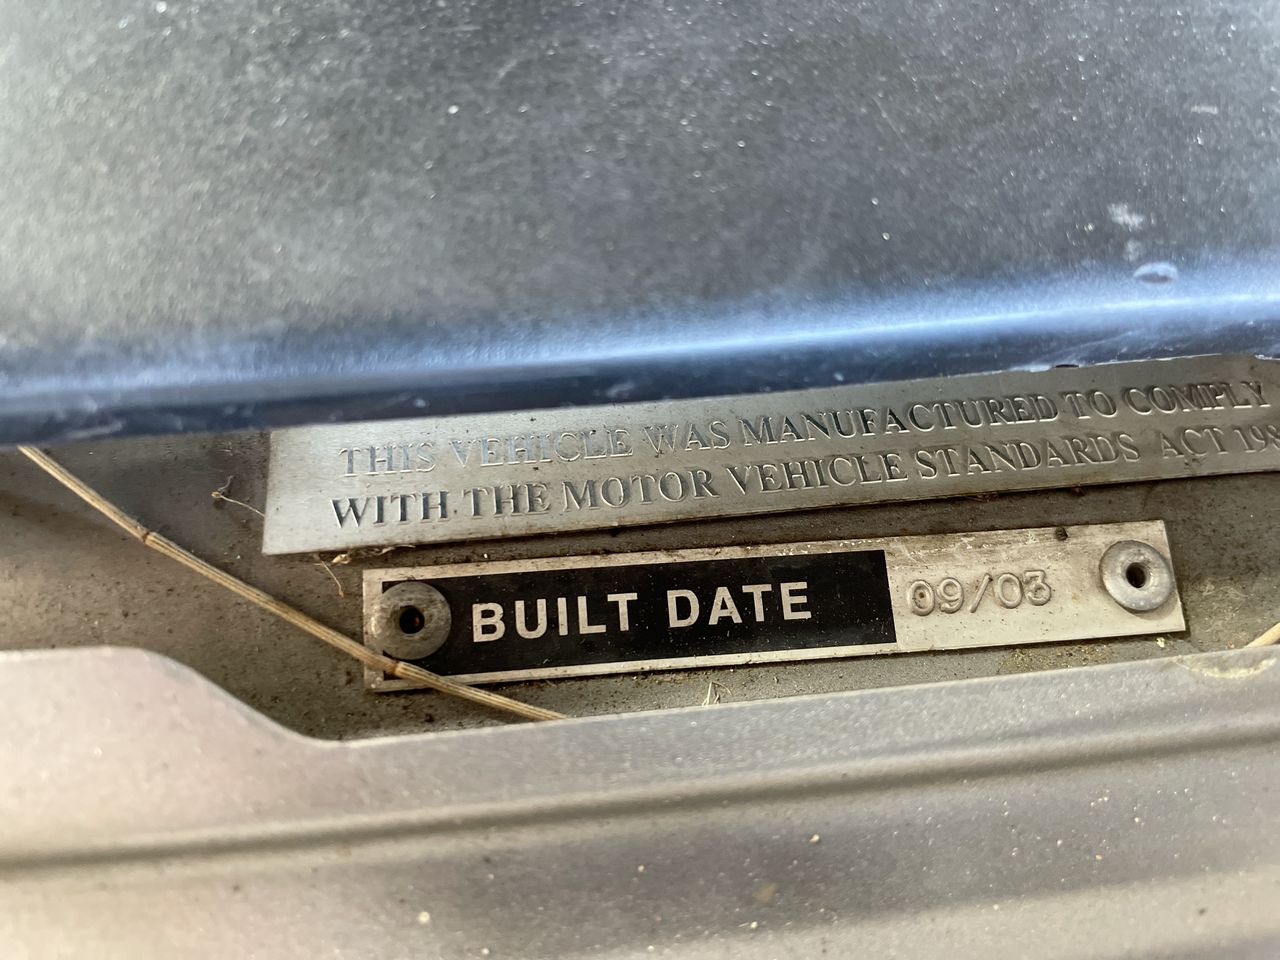 THIS VEHICLE WAS MANUFACTURED TO COMPLY
WITH THE MOTOR VEHICLE STANDARDS ACT
BUILT DATE 09/03